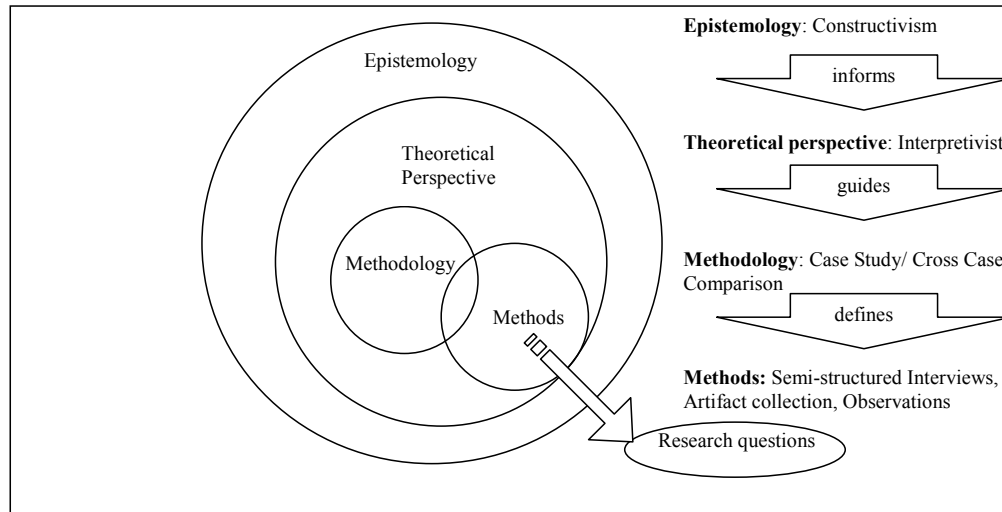 Epistemology
Theoretical
Perspective
Methodology
Methods
Research questions
Epistemology: Constructivism
informs
Theoretical perspective: Interpretivist
guides
Methodology: Case Study/ Cross Case
Comparison
defines
Methods: Semi-structured Interviews,
Artifact collection, Observations